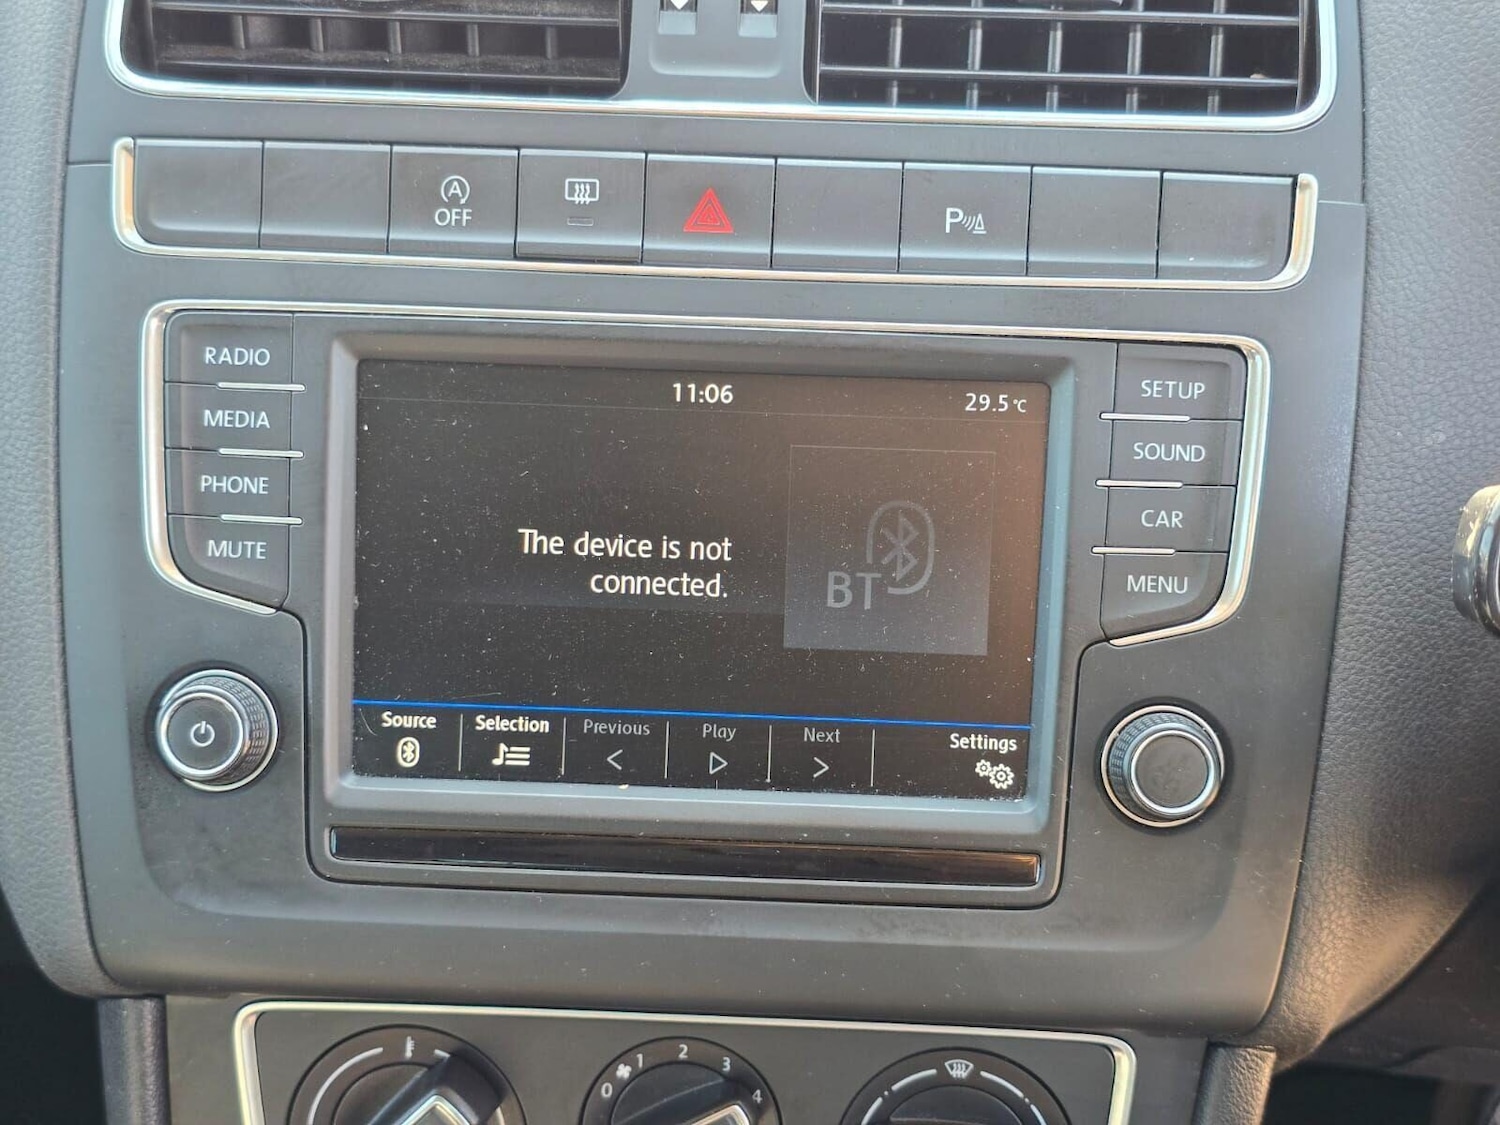 A
OFF
P
RADIO
MEDIA
PHONE
MUTE
11:06
29.5°C
The device is not
connected.
BT
Source
Selection
Previous
Play
Next
Settings
SETUP
SOUND
CAR
MENU
0 1 2 3 4